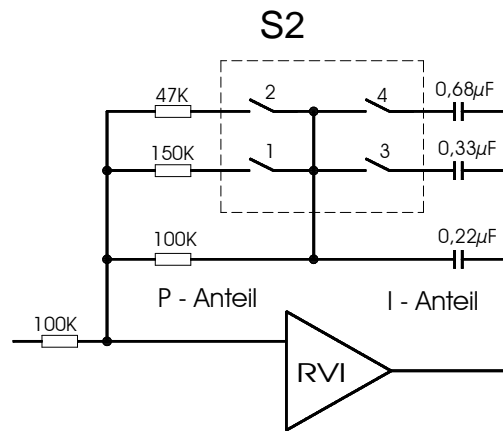 S2
47K 2 4 0,68µF
150K 1 3 0,33µF
100K 0,22µF
P - Anteil I - Anteil
100K
RVI